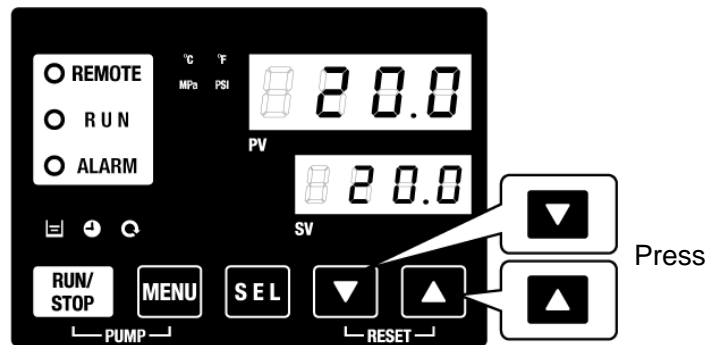 REMOTE
°C °F
MPa PSI
20.0
RUN
PV
ALARM
20.0
SV
Press
RUN/
STOP
MENU
SEL
PUMP
RESET